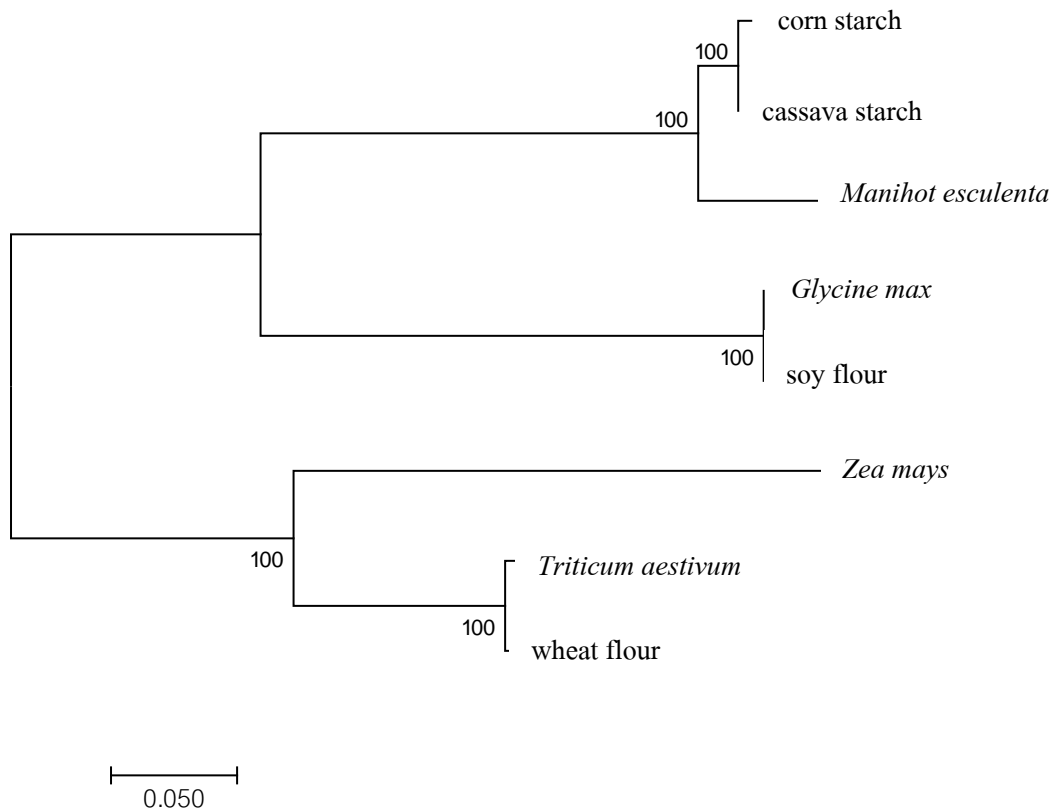 corn starch
100
cassava starch
100
Manihot esculenta
Glycine max
100
soy flour
Zea mays
100
Triticum aestivum
100
wheat flour
0.050